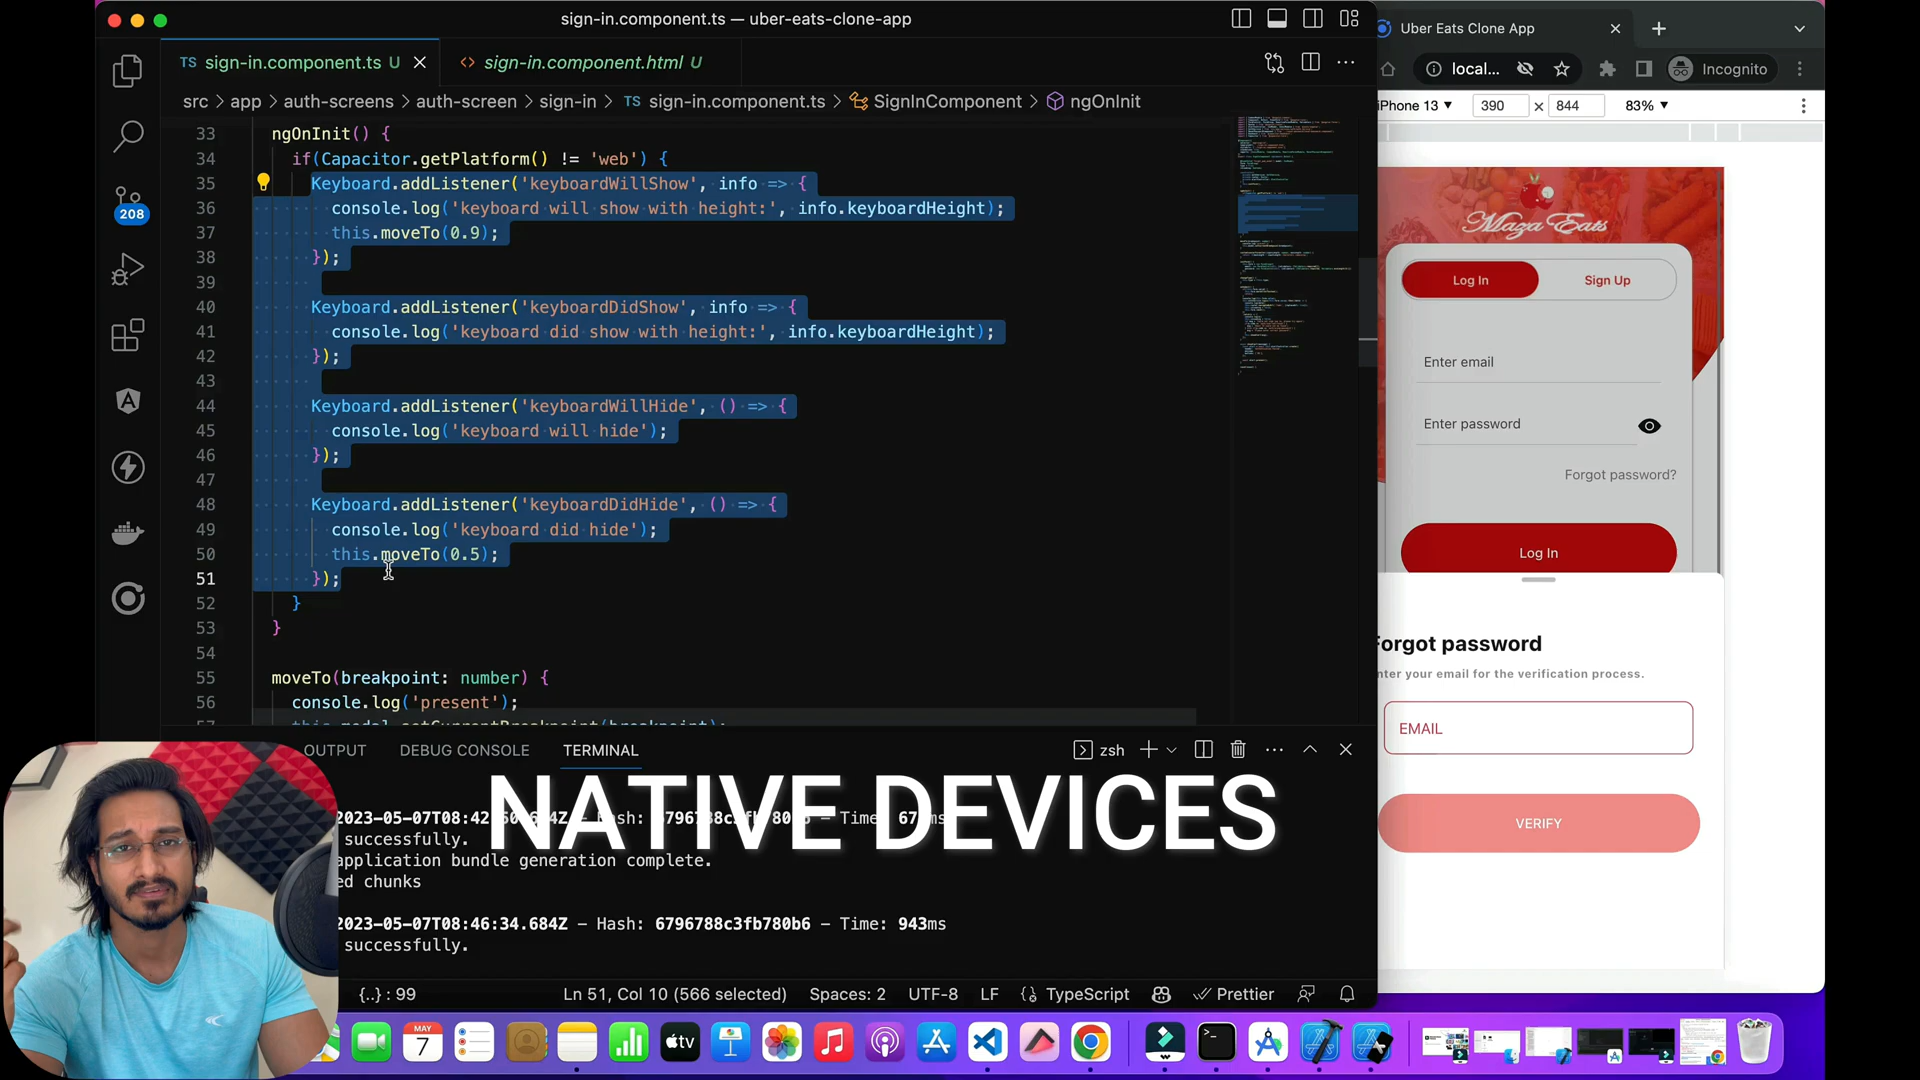 sign-in.component.ts — uber-eats-clone-app
TS sign-in.component.ts U
<> sign-in.component.html U
src > app > auth-screens > auth-screen > sign-in > TS sign-in.component.ts > SignInComponent > ngOnInit
33 ngOnInit() {
34 if(Capacitor.getPlatform() != 'web') {
35 Keyboard.addListener('keyboardWillShow', info => {
36 console.log('keyboard will show with height:', info.keyboardHeight);
37 this.moveTo(0.9);
38 });
39
40 Keyboard.addListener('keyboardDidShow', info => {
41 console.log('keyboard did show with height:', info.keyboardHeight);
42 });
43
44 Keyboard.addListener('keyboardWillHide', () => {
45 console.log('keyboard will hide');
46 });
47
48 Keyboard.addListener('keyboardDidHide', () => {
49 console.log('keyboard did hide');
50 this.moveTo(0.5);
51 });
52 }
53 }
54
55 moveTo(breakpoint: number) {
56 console.log('present');
208
OUTPUT DEBUG CONSOLE TERMINAL
zsh
NATIVE DEVICES
2023-05-07T08:42
successfully.
application bundle generation complete.
ed chunks
2023-05-07T08:46:34.684Z – Hash: 6796788c3fb780b6 – Time: 943ms
successfully.
{..} : 99
Ln 51, Col 10 (566 selected) Spaces: 2 UTF-8 LF {} TypeScript Prettier
Uber Eats Clone App
local...
Incognito
iPhone 13 390 × 844 83%
Maza Eats
Log In Sign Up
Enter email
Enter password
Forgot password?
Log In
Forgot password
nter your email for the verification process.
EMAIL
VERIFY
MAY
7
tv